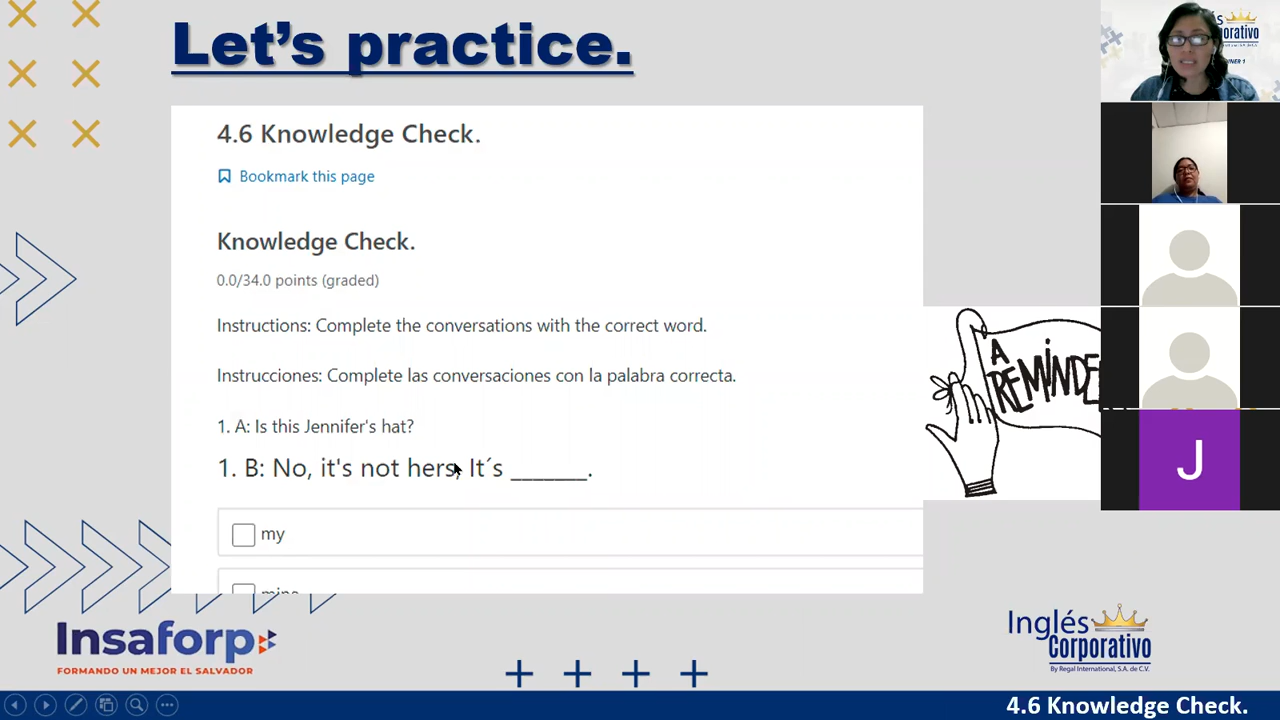 Let's practice.
4.6 Knowledge Check.
Bookmark this page
Knowledge Check.
0.0/34.0 points (graded)
Instructions: Complete the conversations with the correct word.
Instrucciones: Complete las conversaciones con la palabra correcta.
1. A: Is this Jennifer's hat?
1. B: No, it's not hers, It´s _______.
my
A
J
Insaforp
FORMANDO UN MEJOR EL SALVADOR
Inglés
Corporativo
By Regal International, S.A. de C.V.
4.6 Knowledge Check.